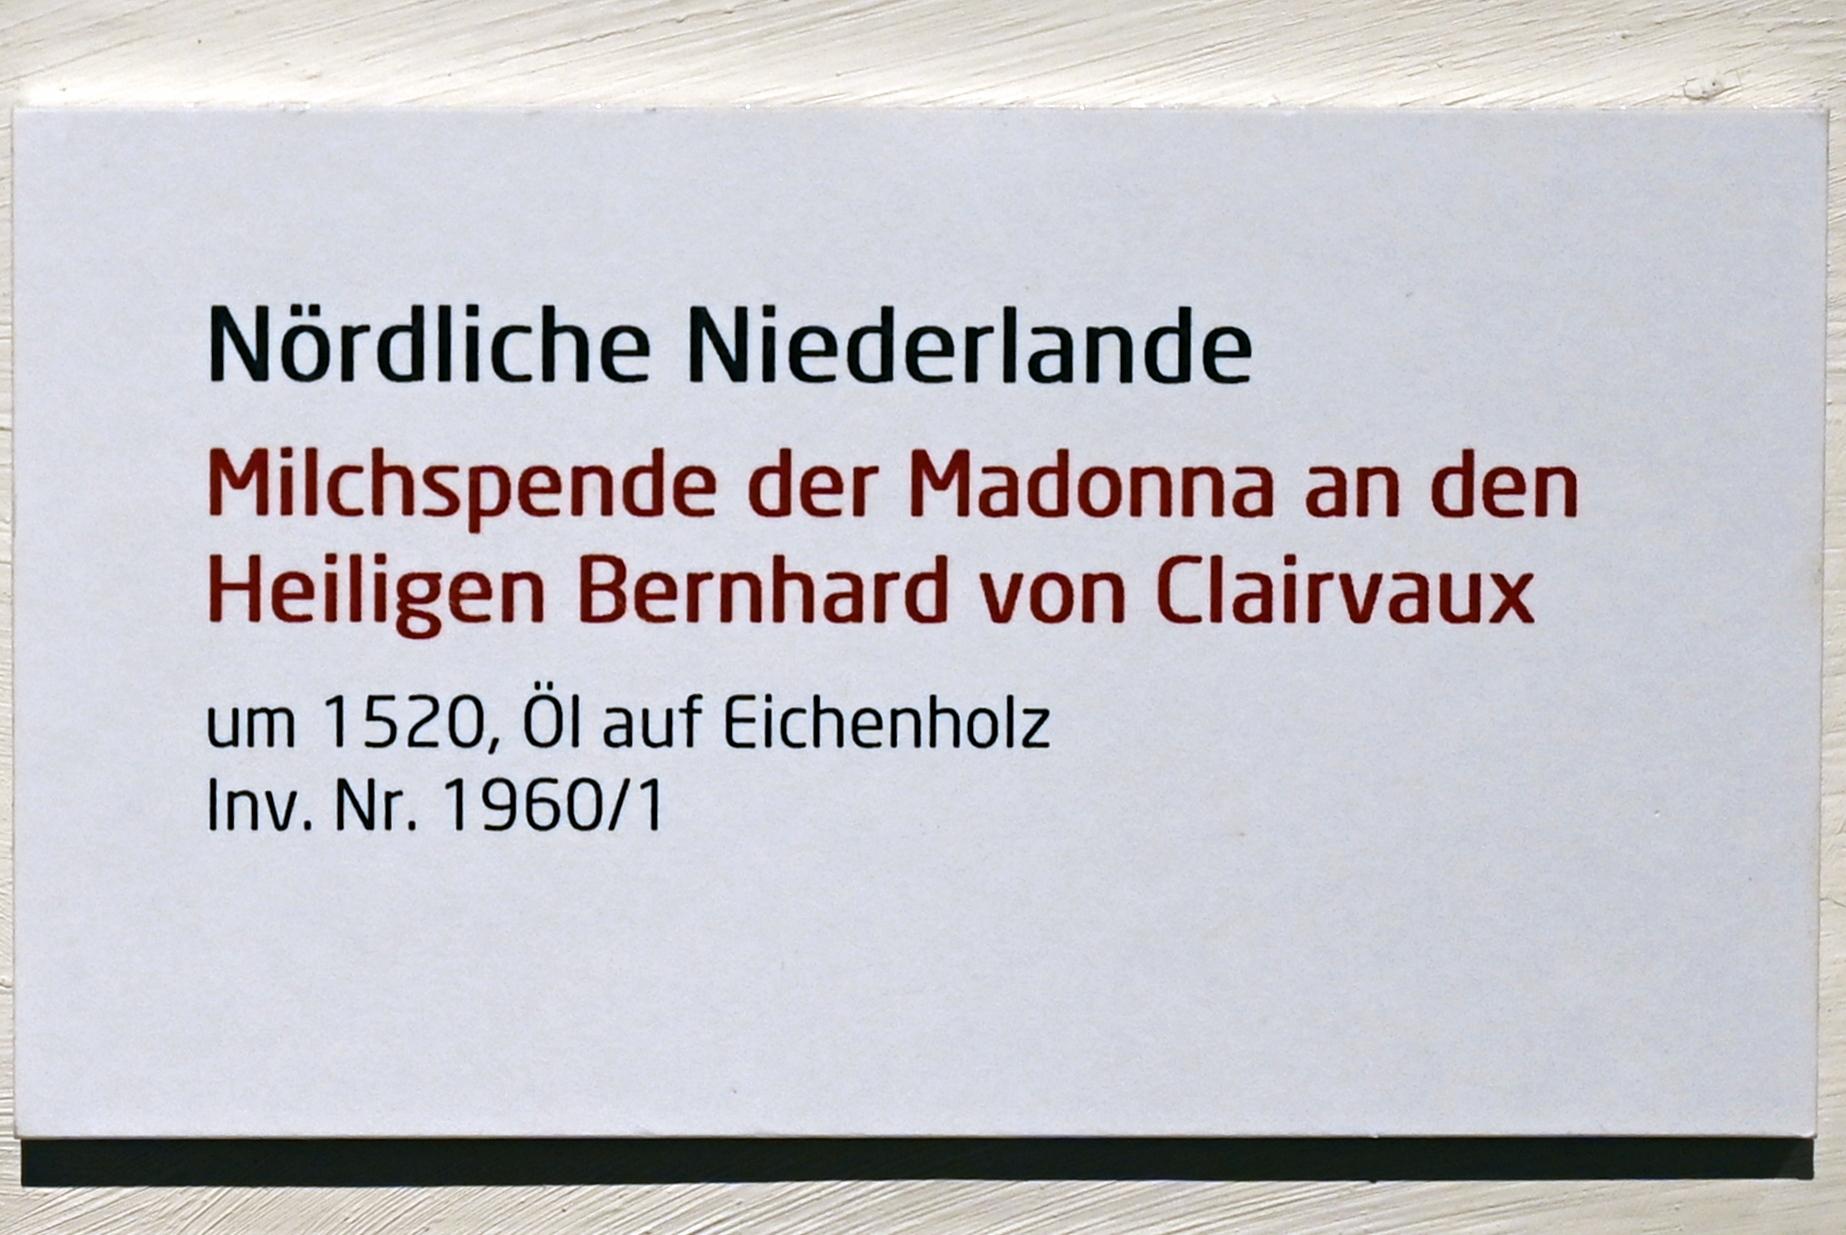 Nördliche Niederlande
Milchspende der Madonna an den
Heiligen Bernhard von Clairvaux
um 1520, Öl auf Eichenholz
Inv. Nr. 1960/1